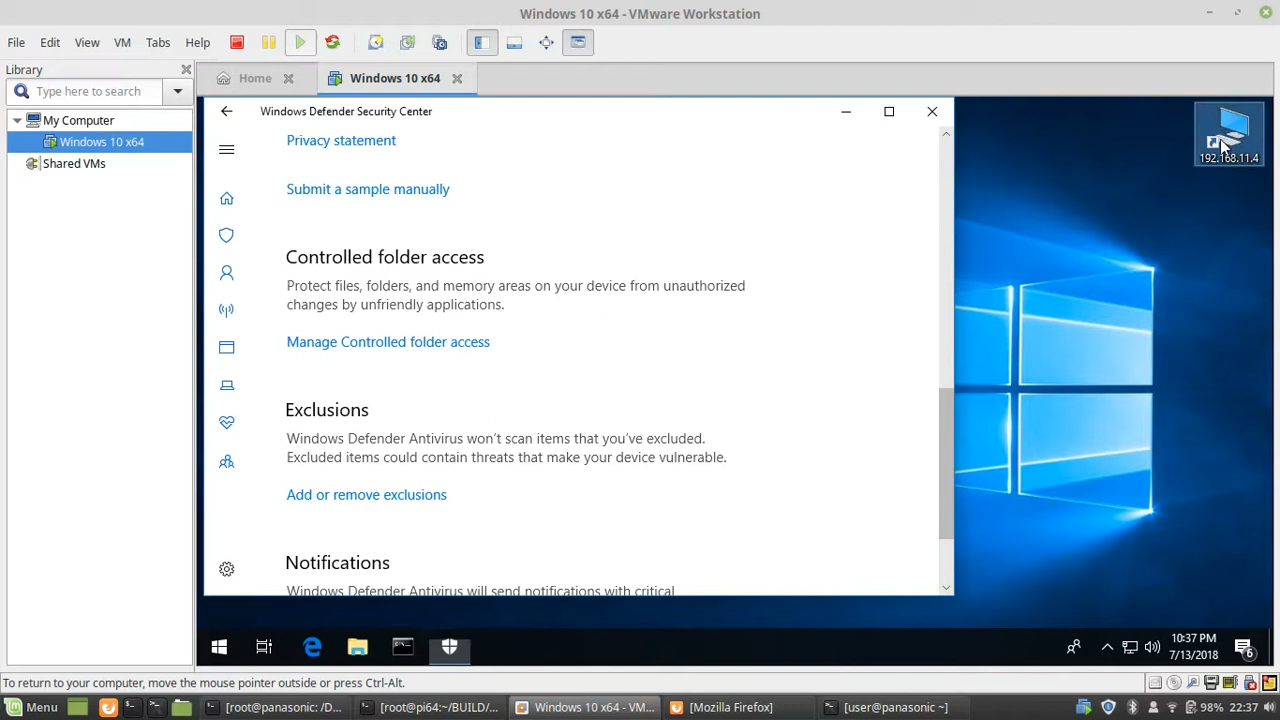 Windows 10 x64 - VMware Workstation
File Edit View VM Tabs Help
Library
Type here to search
My Computer
Windows 10 x64
Shared VMs
Home
Windows 10 x64
Windows Defender Security Center
Privacy statement
Submit a sample manually
Controlled folder access
Protect files, folders, and memory areas on your device from unauthorized
changes by unfriendly applications.
Manage Controlled folder access
Exclusions
Windows Defender Antivirus won't scan items that you've excluded.
Excluded items could contain threats that make your device vulnerable.
Add or remove exclusions
Notifications
Windows Defender Antivirus will send notifications with critical
192.168.11.4
10:37 PM
7/13/2018
6
To return to your computer, move the mouse pointer outside or press Ctrl-Alt.
Menu
[root@panasonic: /D...
[root@pi64:~/BUILD/...
Windows 10 x64 - VM...
[Mozilla Firefox]
[user@panasonic ~]
98%
22:37